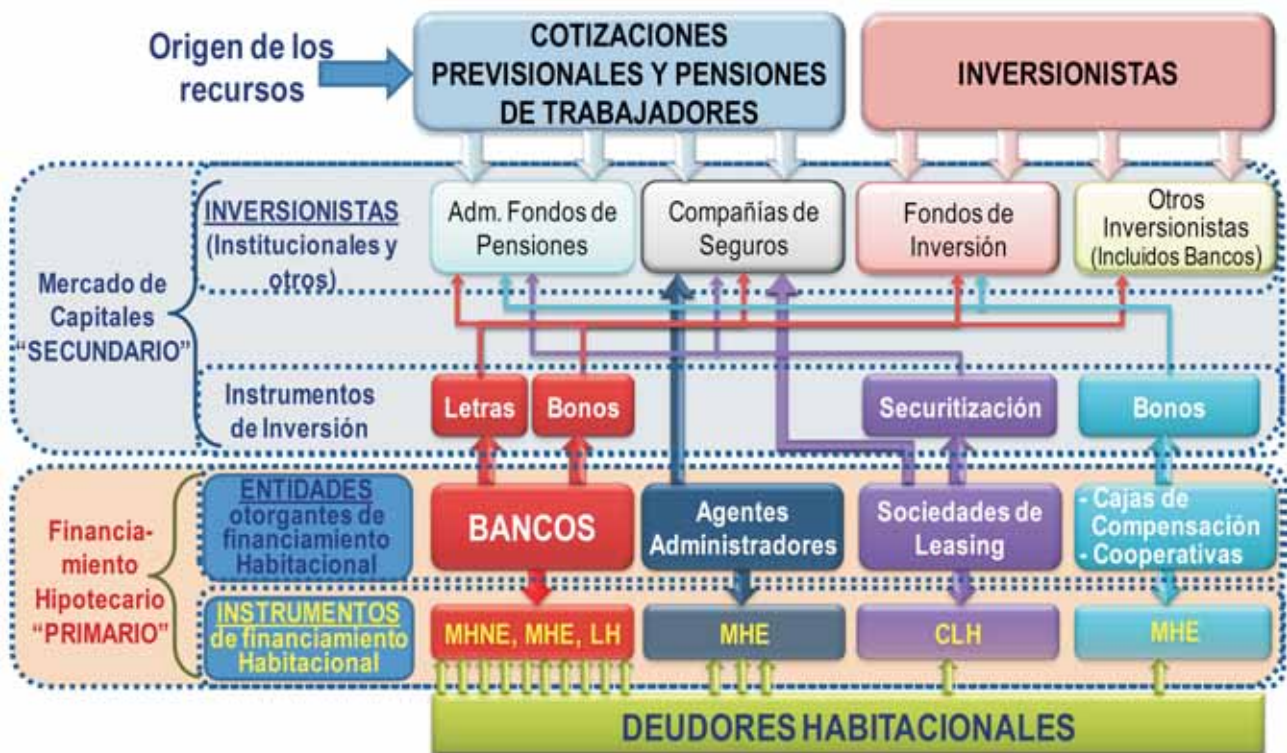 Origen de los
recursos
COTIZACIONES
PREVISIONALES Y PENSIONES
DE TRABAJADORES
INVERSIONISTAS
Mercado de
Capitales
“SECUNDARIO”
INVERSIONISTAS
(Institucionales y
otros)
Adm. Fondos de
Pensiones
Compañías de
Seguros
Fondos de
Inversión
Otros
Inversionistas
(Incluidos Bancos)
Instrumentos
de Inversión
Letras
Bonos
Securitización
Bonos
Financia-
miento
Hipotecario
“PRIMARIO”
ENTIDADES
otorgantes de
financiamiento
Habitacional
BANCOS
Agentes
Administradores
Sociedades de
Leasing
- Cajas de
Compensación
- Cooperativas
INSTRUMENTOS
de financiamiento
Habitacional
MHNE, MHE, LH
MHE
CLH
MHE
DEUDORES HABITACIONALES